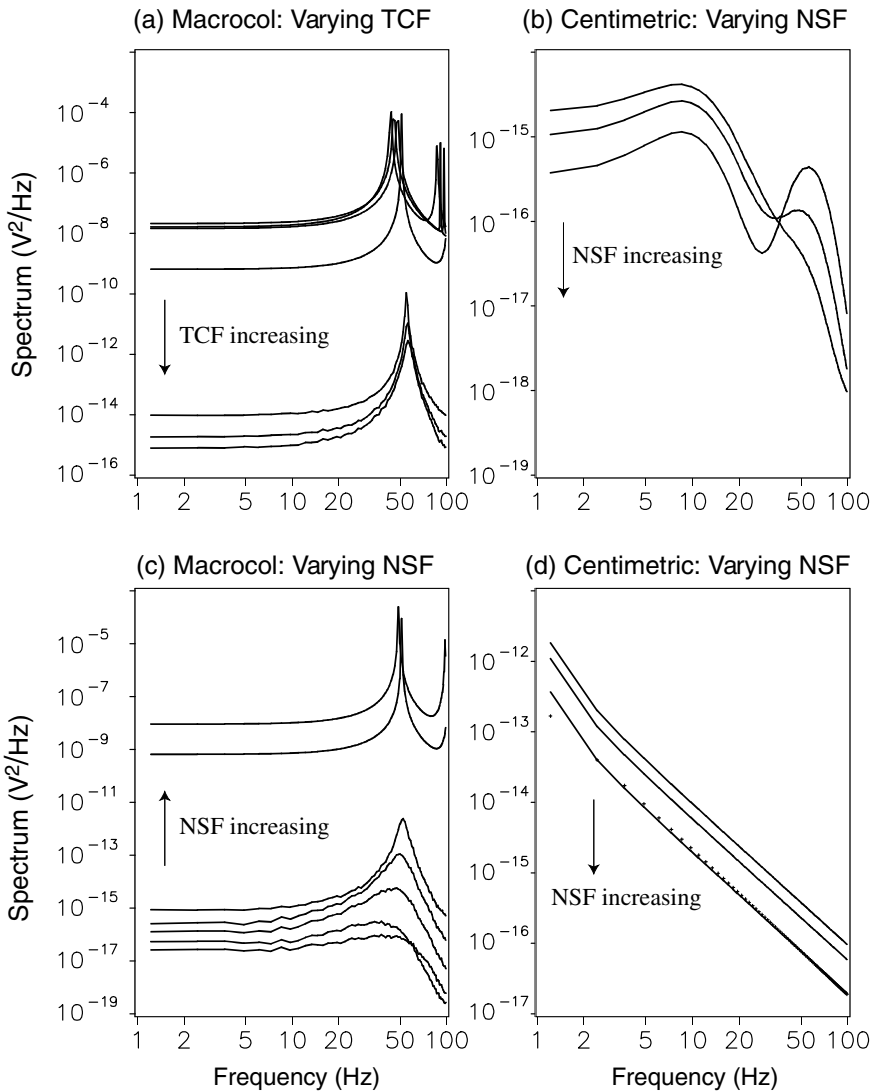 (a) Macrocol: Varying TCF
(b) Centimetric: Varying NSF
Spectrum (V²/Hz)
10⁻⁴
10⁻⁶
10⁻⁸
10⁻¹⁰
10⁻¹²
10⁻¹⁴
10⁻¹⁶
TCF increasing
1 2 5 10 20 50 100
10⁻¹⁵
10⁻¹⁶
10⁻¹⁷
10⁻¹⁸
10⁻¹⁹
NSF increasing
1 2 5 10 20 50 100
(c) Macrocol: Varying NSF
(d) Centimetric: Varying NSF
Spectrum (V²/Hz)
10⁻⁵
10⁻⁷
10⁻⁹
10⁻¹¹
10⁻¹³
10⁻¹⁵
10⁻¹⁷
10⁻¹⁹
NSF increasing
1 2 5 10 20 50 100
Frequency (Hz)
10⁻¹²
10⁻¹³
10⁻¹⁴
10⁻¹⁵
10⁻¹⁶
10⁻¹⁷
NSF increasing
1 2 5 10 20 50 100
Frequency (Hz)